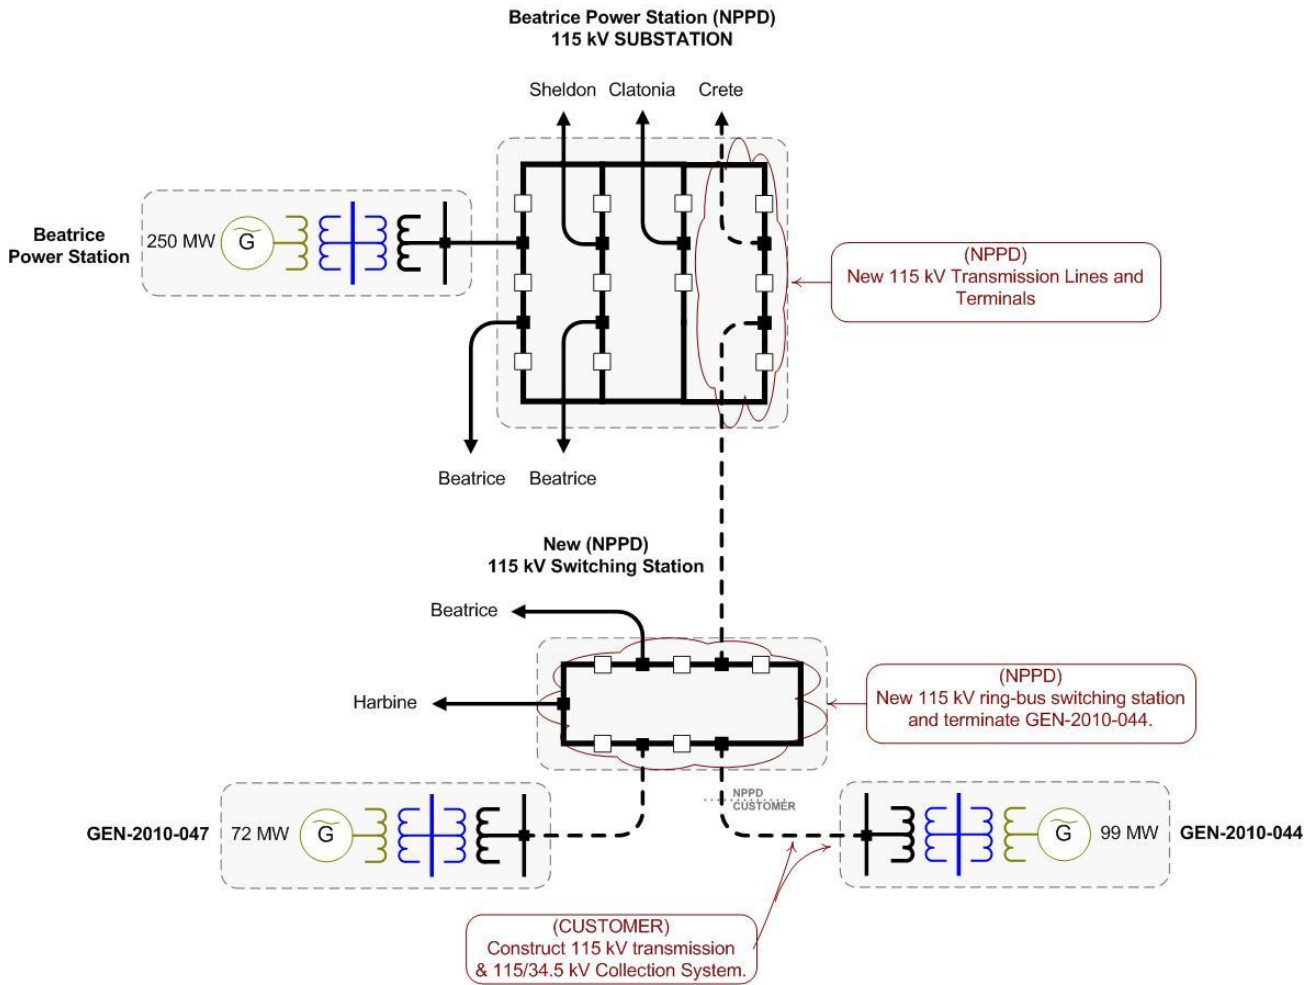 Beatrice Power Station (NPPD)
115 kV SUBSTATION
Sheldon
Clatonia
Crete
Beatrice
Power Station
250 MW
G
(NPPD)
New 115 kV Transmission Lines and
Terminals
Beatrice
Beatrice
New (NPPD)
115 kV Switching Station
Beatrice
Harbine
(NPPD)
New 115 kV ring-bus switching station
and terminate GEN-2010-044.
NPPD
CUSTOMER
GEN-2010-047
72 MW
G
G
99 MW
GEN-2010-044
(CUSTOMER)
Construct 115 kV transmission
& 115/34.5 kV Collection System.